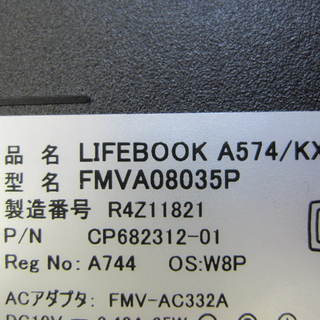 品 名 LIFEBOOK A574/KX
型 名 FMVA08035P
製造番号 R4Z11821
P/N CP682312-01
Reg No: A744 OS:W8P
ACアダプタ: FMV-AC332A